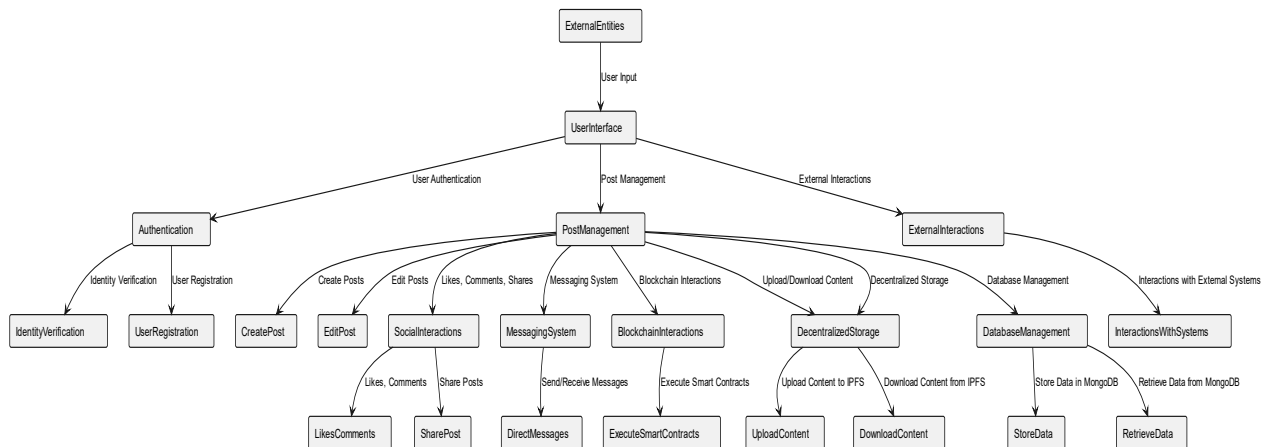 ExternalEntities
User Input
UserInterface
User Authentication
Post Management
External Interactions
Authentication
PostManagement
ExternalInteractions
Identity Verification
User Registration
Create Posts
Edit Posts
Likes, Comments, Shares
Messaging System
Blockchain Interactions
Upload/Download Content
Decentralized Storage
Database Management
Interactions with External Systems
IdentityVerification
UserRegistration
CreatePost
EditPost
SocialInteractions
MessagingSystem
BlockchainInteractions
DecentralizedStorage
DatabaseManagement
InteractionsWithSystems
Likes, Comments
Share Posts
Send/Receive Messages
Execute Smart Contracts
Upload Content to IPFS
Download Content from IPFS
Store Data in MongoDB
Retrieve Data from MongoDB
LikesComments
SharePost
DirectMessages
ExecuteSmartContracts
UploadContent
DownloadContent
StoreData
RetrieveData